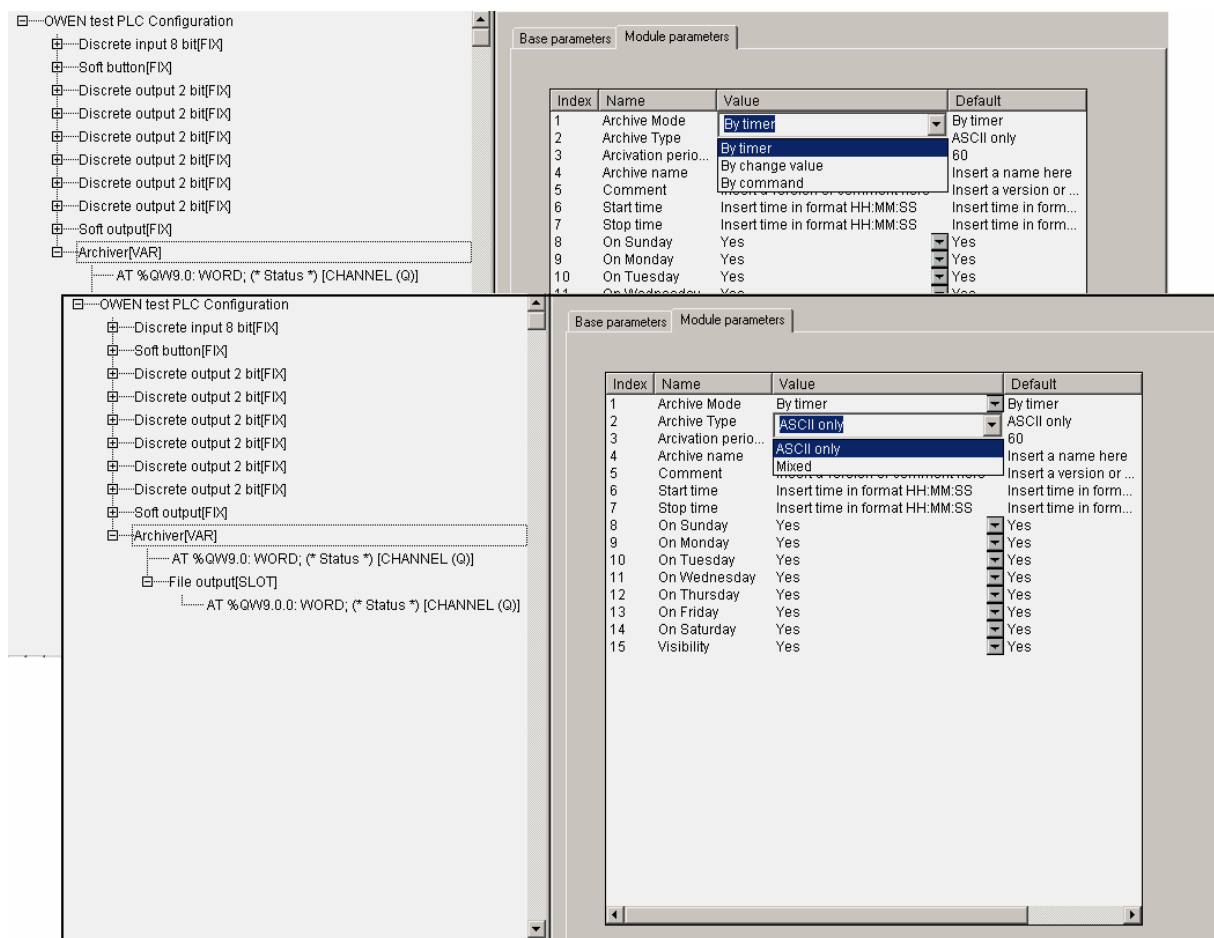 OWEN test PLC Configuration
Discrete input 8 bit[FIX]
Soft button[FIX]
Discrete output 2 bit[FIX]
Discrete output 2 bit[FIX]
Discrete output 2 bit[FIX]
Discrete output 2 bit[FIX]
Discrete output 2 bit[FIX]
Discrete output 2 bit[FIX]
Soft output[FIX]
Archiver[VAR]
AT %QW9.0: WORD; (* Status *) [CHANNEL (Q)]
Base parameters Module parameters
Index Name Value Default
1 Archive Mode By timer By timer
2 Archive Type ASCII only
3 Arcivation perio... 60
4 Archive name Insert a name here
5 Comment Insert a version or ...
By timer
By change value
By command
6 Start time Insert time in format HH:MM:SS Insert time in form...
7 Stop time Insert time in format HH:MM:SS Insert time in form...
8 On Sunday Yes Yes
9 On Monday Yes Yes
10 On Tuesday Yes Yes
11 On Wednesday Yes Yes
OWEN test PLC Configuration
Discrete input 8 bit[FIX]
Soft button[FIX]
Discrete output 2 bit[FIX]
Discrete output 2 bit[FIX]
Discrete output 2 bit[FIX]
Discrete output 2 bit[FIX]
Discrete output 2 bit[FIX]
Discrete output 2 bit[FIX]
Soft output[FIX]
Archiver[VAR]
AT %QW9.0: WORD; (* Status *) [CHANNEL (Q)]
File output[SLOT]
AT %QW9.0.0: WORD; (* Status *) [CHANNEL (Q)]
Base parameters Module parameters
Index Name Value Default
1 Archive Mode By timer By timer
2 Archive Type ASCII only ASCII only
3 Arcivation perio... 60
4 Archive name Insert a name here
5 Comment Insert a version or ...
ASCII only
Mixed
6 Start time Insert time in format HH:MM:SS Insert time in form...
7 Stop time Insert time in format HH:MM:SS Insert time in form...
8 On Sunday Yes Yes
9 On Monday Yes Yes
10 On Tuesday Yes Yes
11 On Wednesday Yes Yes
12 On Thursday Yes Yes
13 On Friday Yes Yes
14 On Saturday Yes Yes
15 Visibility Yes Yes